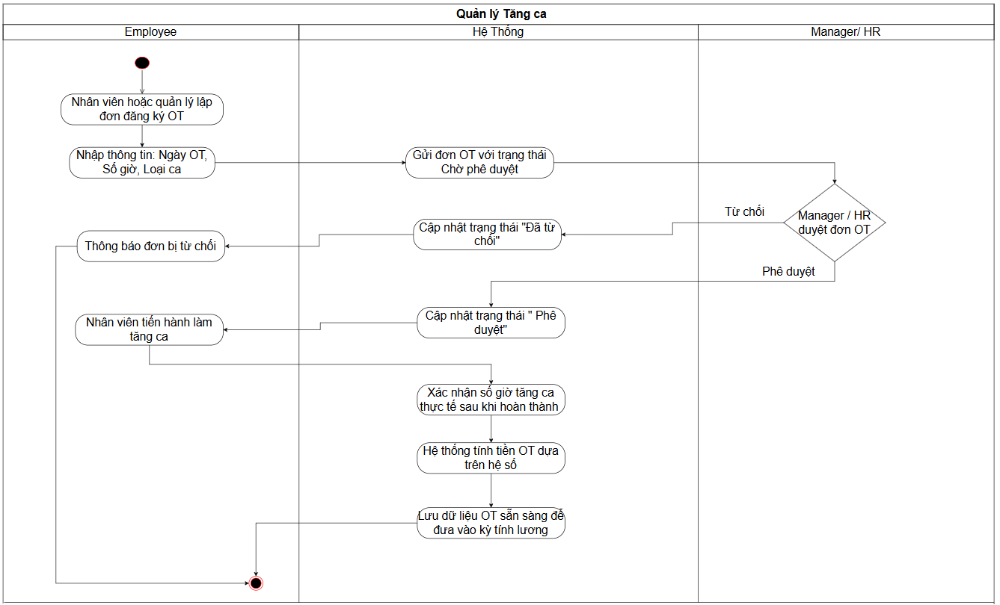 Quản lý Tăng ca
Employee
Hệ Thống
Manager/ HR
Nhân viên hoặc quản lý lập
đơn đăng ký OT
Nhập thông tin: Ngày OT,
Số giờ, Loại ca
Gửi đơn OT với trạng thái
Chờ phê duyệt
Manager / HR
duyệt đơn OT
Từ chối
Cập nhật trạng thái "Đã từ
chối"
Thông báo đơn bị từ chối
Phê duyệt
Cập nhật trạng thái " Phê
duyệt"
Nhân viên tiến hành làm
tăng ca
Xác nhận số giờ tăng ca
thực tế sau khi hoàn thành
Hệ thống tính tiền OT dựa
trên hệ số
Lưu dữ liệu OT sẵn sàng để
đưa vào kỳ tính lương